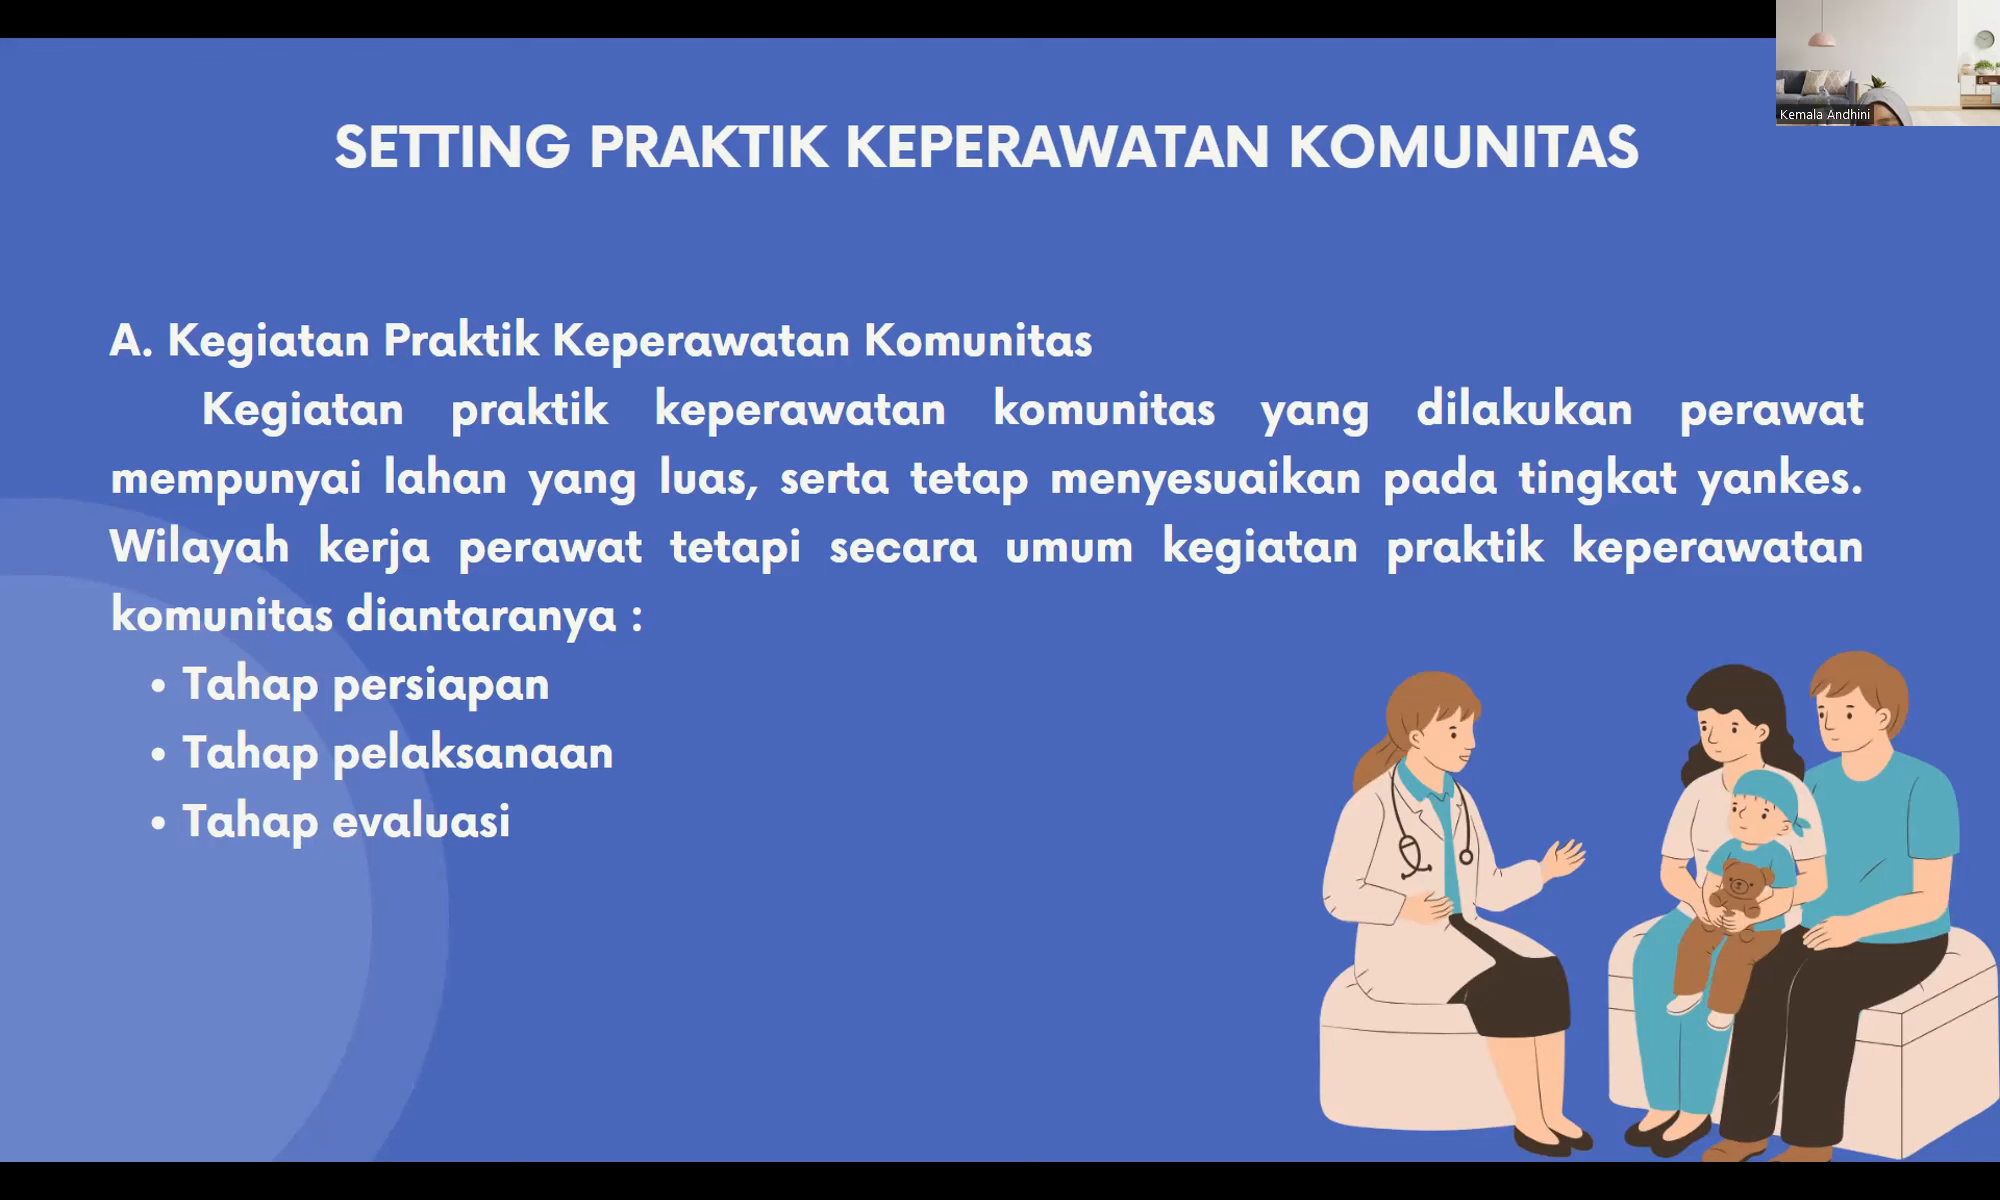 Kemala Andhini
SETTING PRAKTIK KEPERAWATAN KOMUNITAS
A. Kegiatan Praktik Keperawatan Komunitas
Kegiatan praktik keperawatan komunitas yang dilakukan perawat
mempunyai lahan yang luas, serta tetap menyesuaikan pada tingkat yankes.
Wilayah kerja perawat tetapi secara umum kegiatan praktik keperawatan
komunitas diantaranya :
• Tahap persiapan
• Tahap pelaksanaan
• Tahap evaluasi